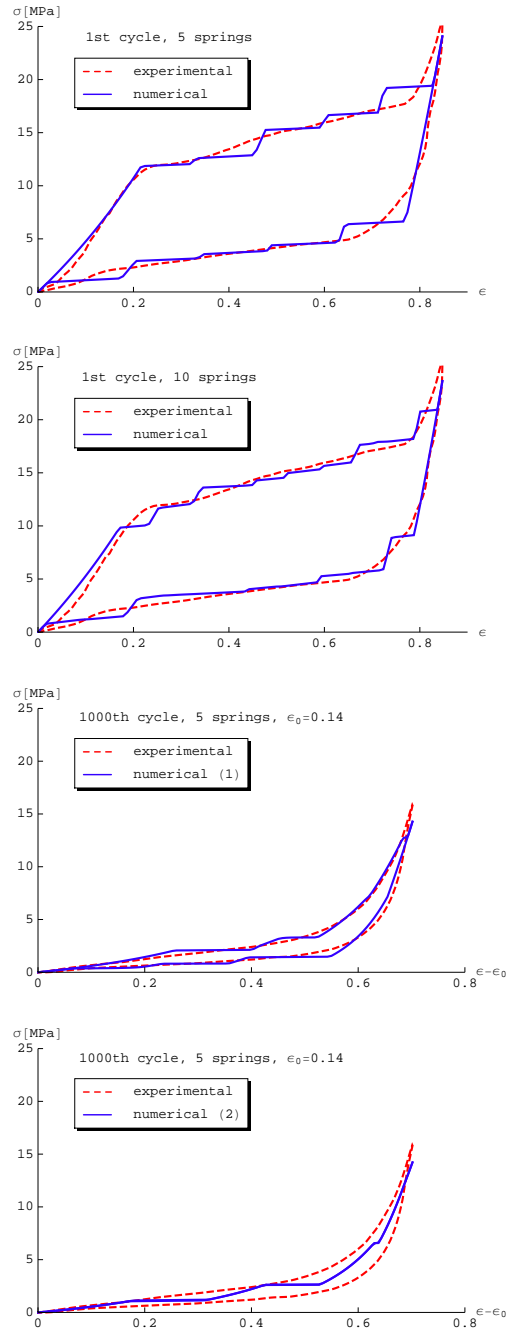 σ[MPa]
25
1st cycle, 5 springs
experimental
numerical
20
15
10
5
0
0
0.2
0.4
0.6
0.8
ϵ
σ[MPa]
25
1st cycle, 10 springs
experimental
numerical
20
15
10
5
0
0
0.2
0.4
0.6
0.8
ϵ
σ[MPa]
25
1000th cycle, 5 springs, ϵ₀=0.14
experimental
numerical (1)
20
15
10
5
0
0
0.2
0.4
0.6
0.8
ϵ-ϵ₀
σ[MPa]
25
1000th cycle, 5 springs, ϵ₀=0.14
experimental
numerical (2)
20
15
10
5
0
0
0.2
0.4
0.6
0.8
ϵ-ϵ₀